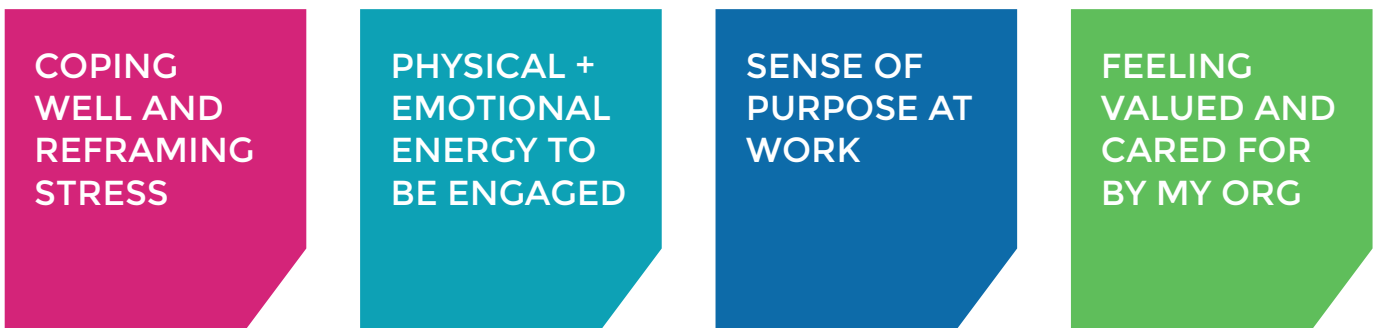 COPING
WELL AND
REFRAMING
STRESS
PHYSICAL +
EMOTIONAL
ENERGY TO
BE ENGAGED
SENSE OF
PURPOSE AT
WORK
FEELING
VALUED AND
CARED FOR
BY MY ORG